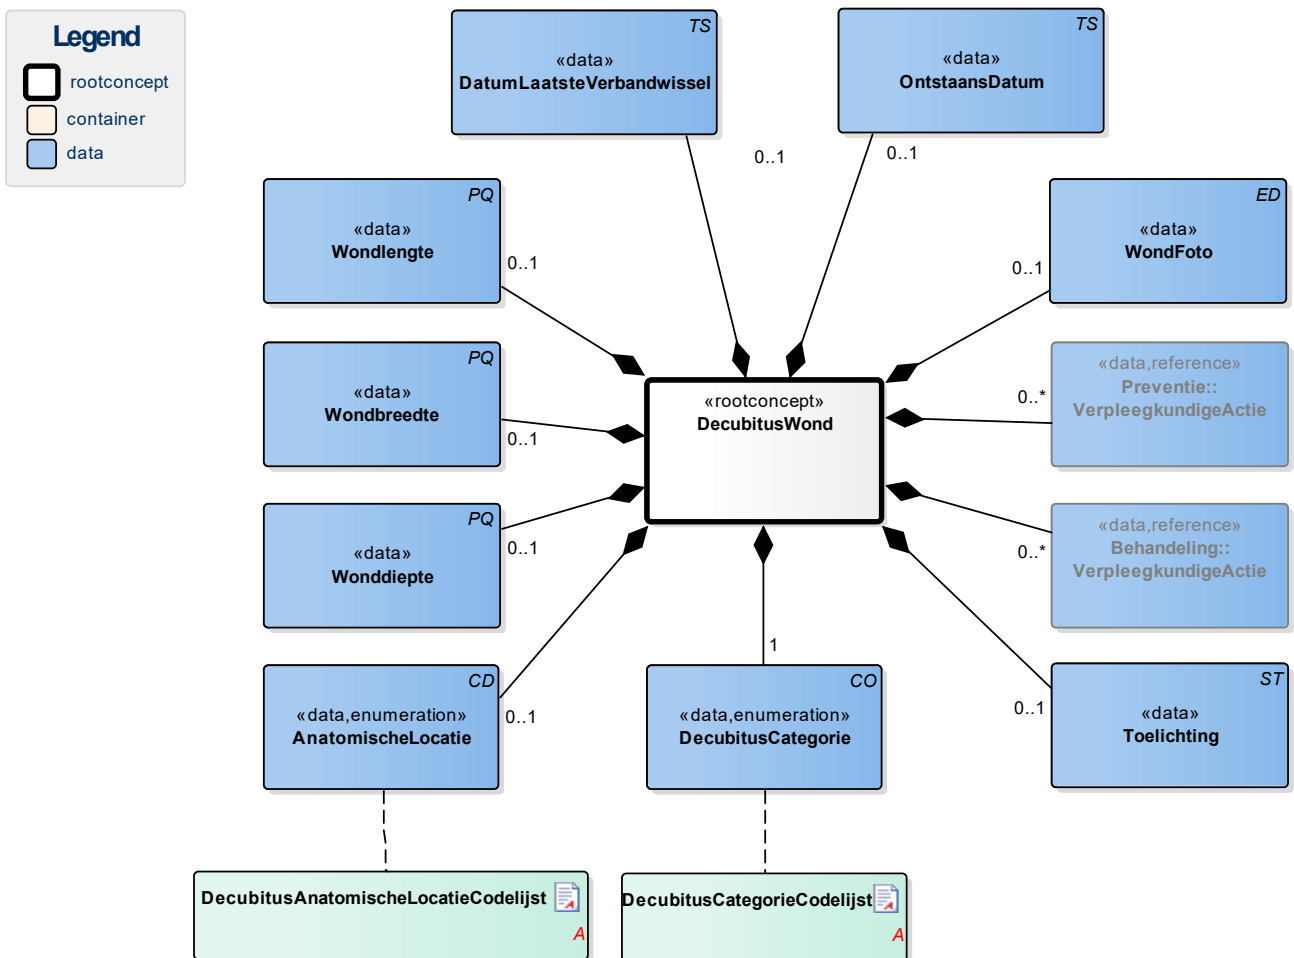 Legend
rootconcept
container
data
TS
«data»
DatumLaatsteVerbandwissel
TS
«data»
OntstaansDatum
0..1
0..1
PQ
«data»
Wondlengte
0..1
ED
«data»
WondFoto
0..1
PQ
«data»
Wondbreedte
0..1
«rootconcept»
DecubitusWond
«data,reference»
Preventie::
VerpleegkundigeActie
0..*
PQ
«data»
Wonddiepte
0..1
«data,reference»
Behandeling::
VerpleegkundigeActie
0..*
CD
«data,enumeration»
AnatomischeLocatie
0..1
1
CO
«data,enumeration»
DecubitusCategorie
ST
«data»
Toelichting
0..1
DecubitusAnatomischeLocatieCodelijst
A
DecubitusCategorieCodelijst
A